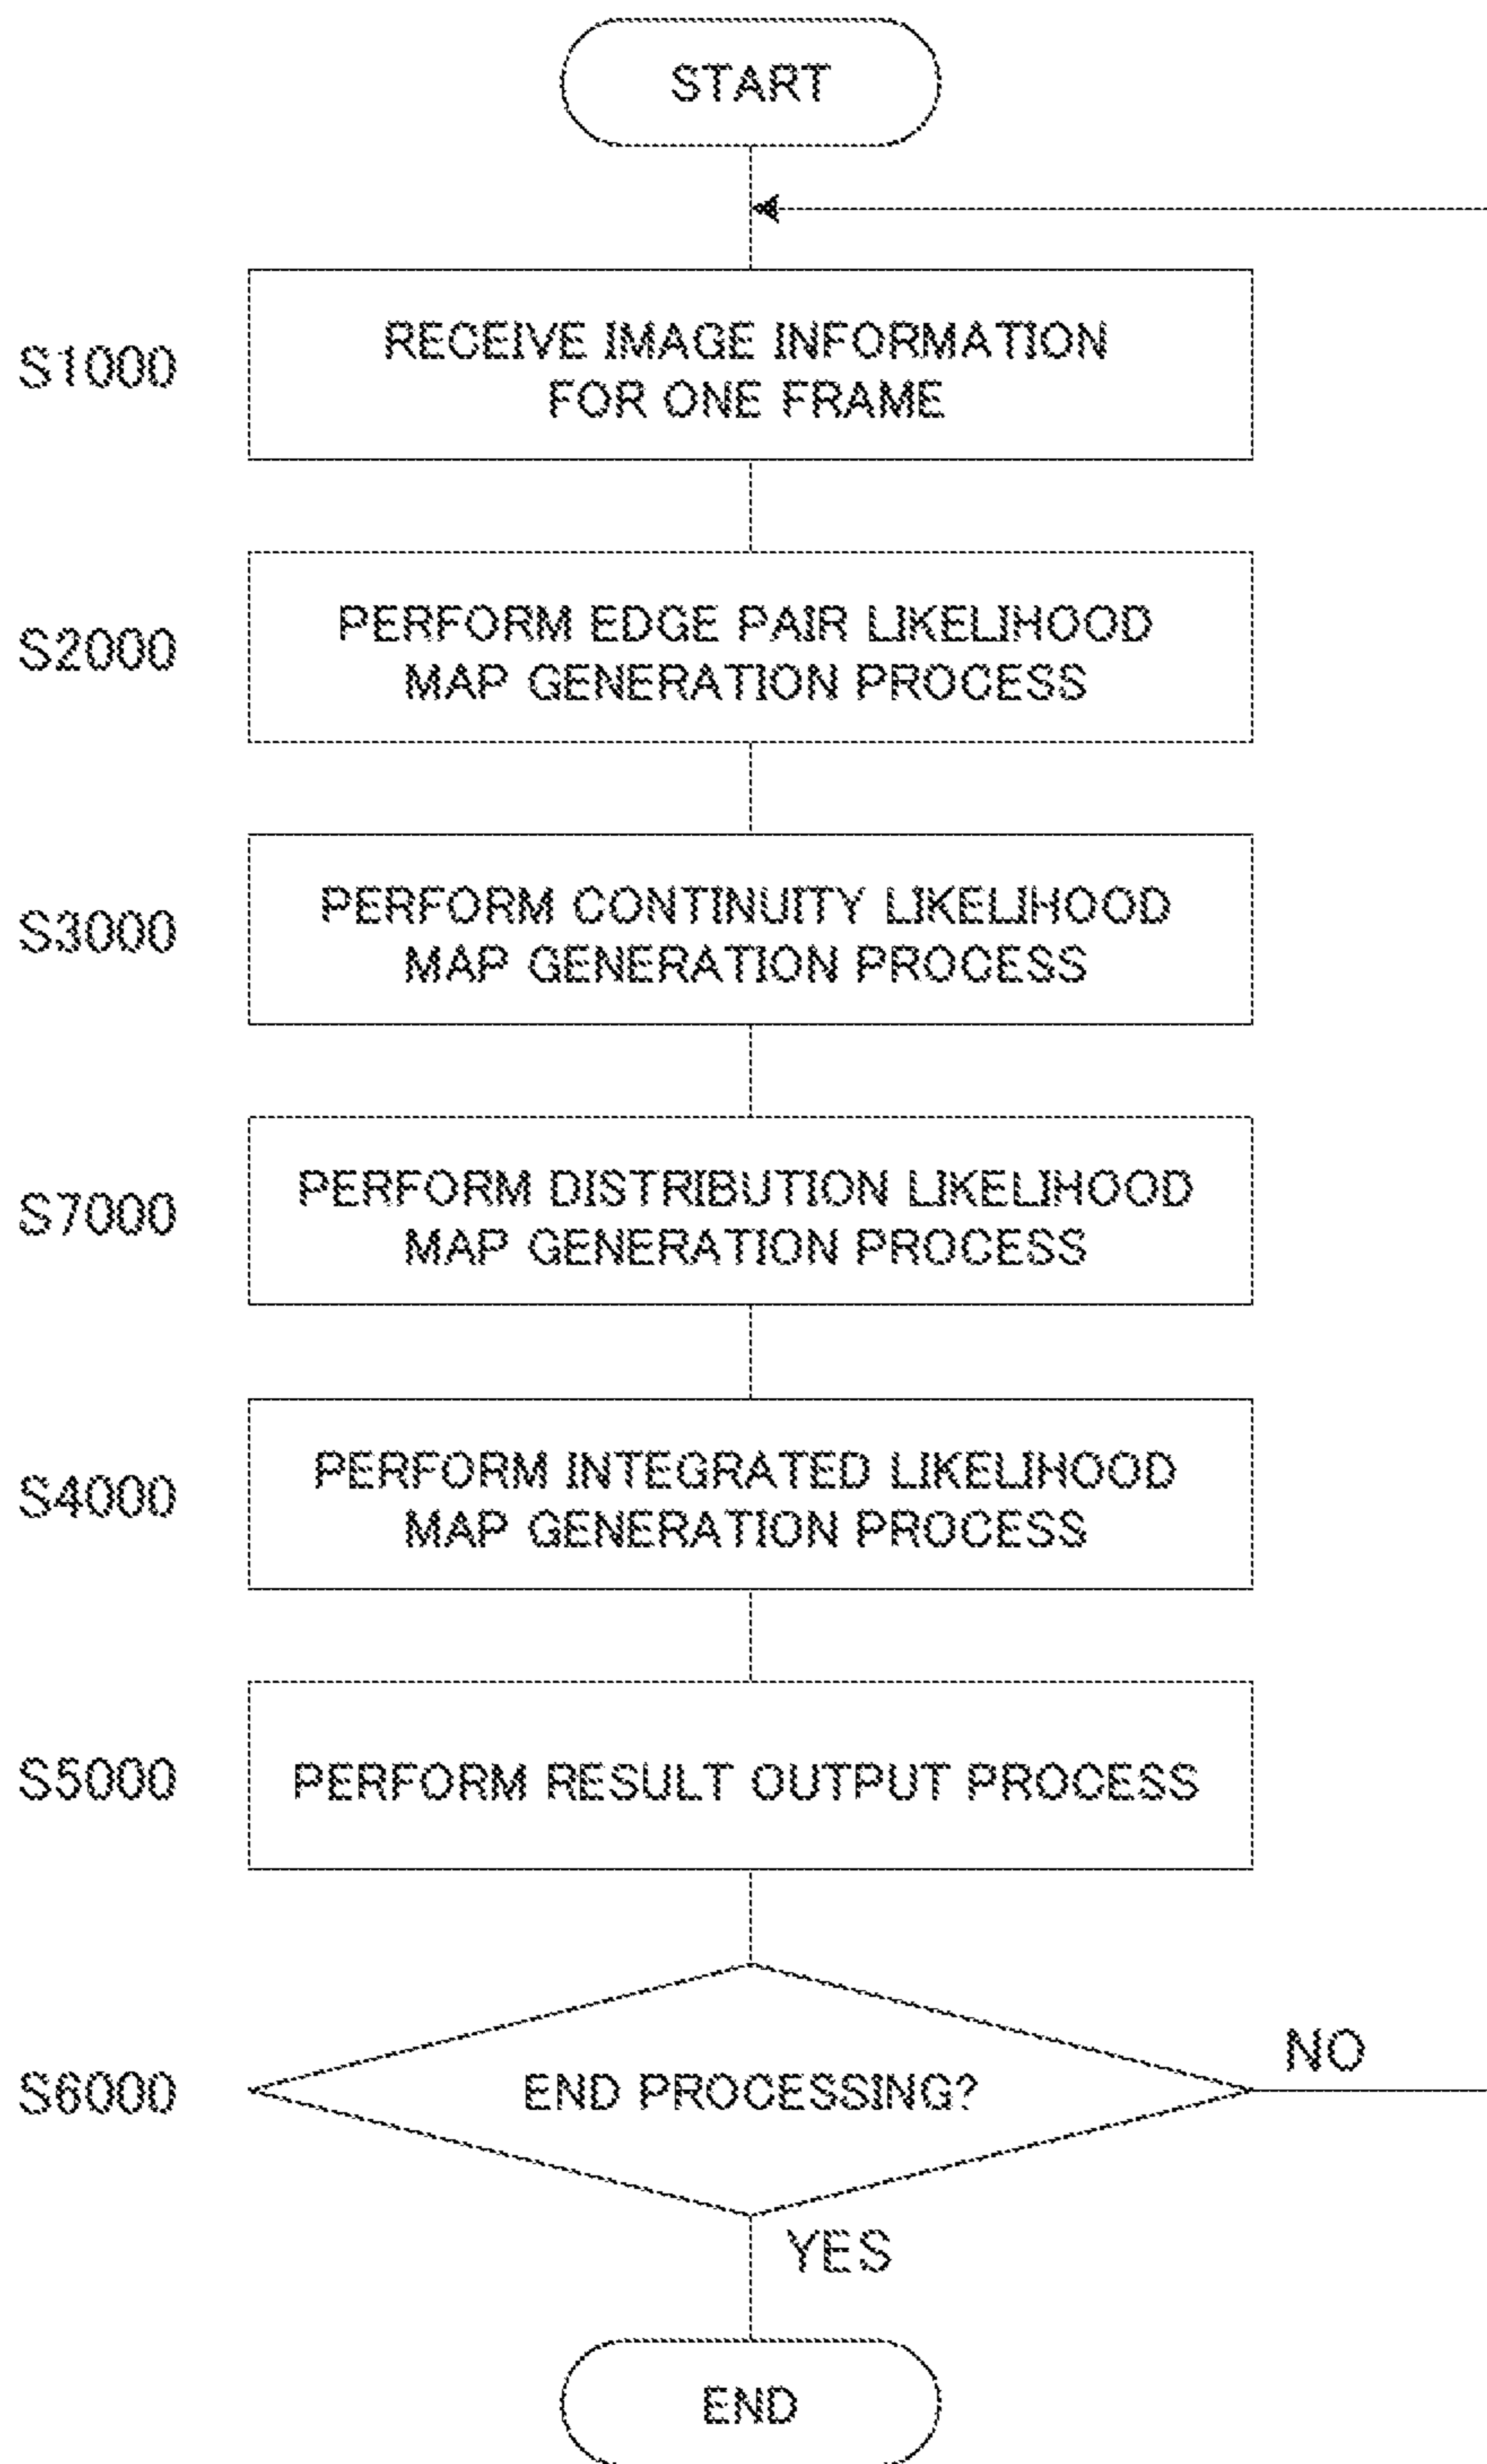 START
S1000
RECEIVE IMAGE INFORMATION
FOR ONE FRAME
S2000
PERFORM EDGE PAIR LIKELIHOOD
MAP GENERATION PROCESS
S3000
PERFORM CONTINUITY LIKELIHOOD
MAP GENERATION PROCESS
S7000
PERFORM DISTRIBUTION LIKELIHOOD
MAP GENERATION PROCESS
S4000
PERFORM INTEGRATED LIKELIHOOD
MAP GENERATION PROCESS
S5000
PERFORM RESULT OUTPUT PROCESS
S6000
END PROCESSING?
NO
YES
END